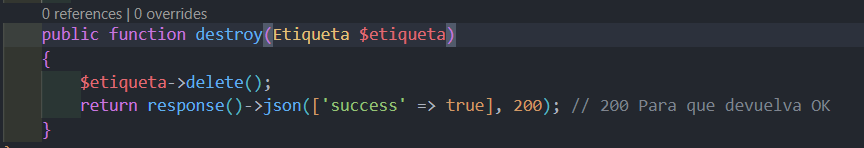 0 references | 0 overrides
public function destroy(Etiqueta $etiqueta)
{
$etiqueta->delete();
return response()->json(['success' => true], 200); // 200 Para que devuelva OK
}